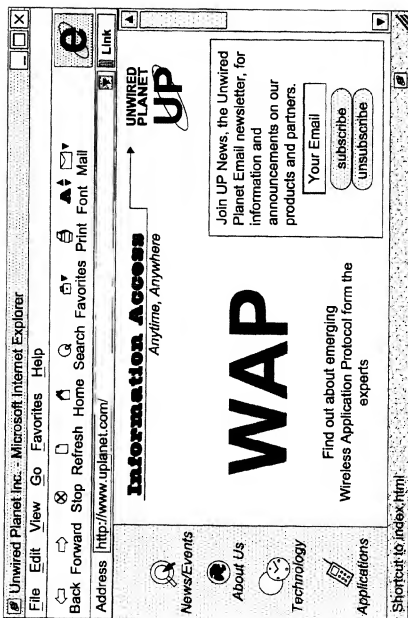 Unwired Planet Inc. - Microsoft Internet Explorer
File Edit View Go Favorites Help
Back Forward Stop Refresh Home Search Favorites Print Font Mail
Address http://www.uplanet.com/ Link
Information Access
Anytime, Anywhere
UNWIRED
PLANET
UP
News/Events
About Us
Technology
Applications
WAP
Find out about emerging
Wireless Application Protocol form the
experts
Join UP News, the Unwired
Planet Email newsletter, for
information and
announcements on our
products and partners.
Your Email
subscribe
unsubscribe
Shortcut to index.html